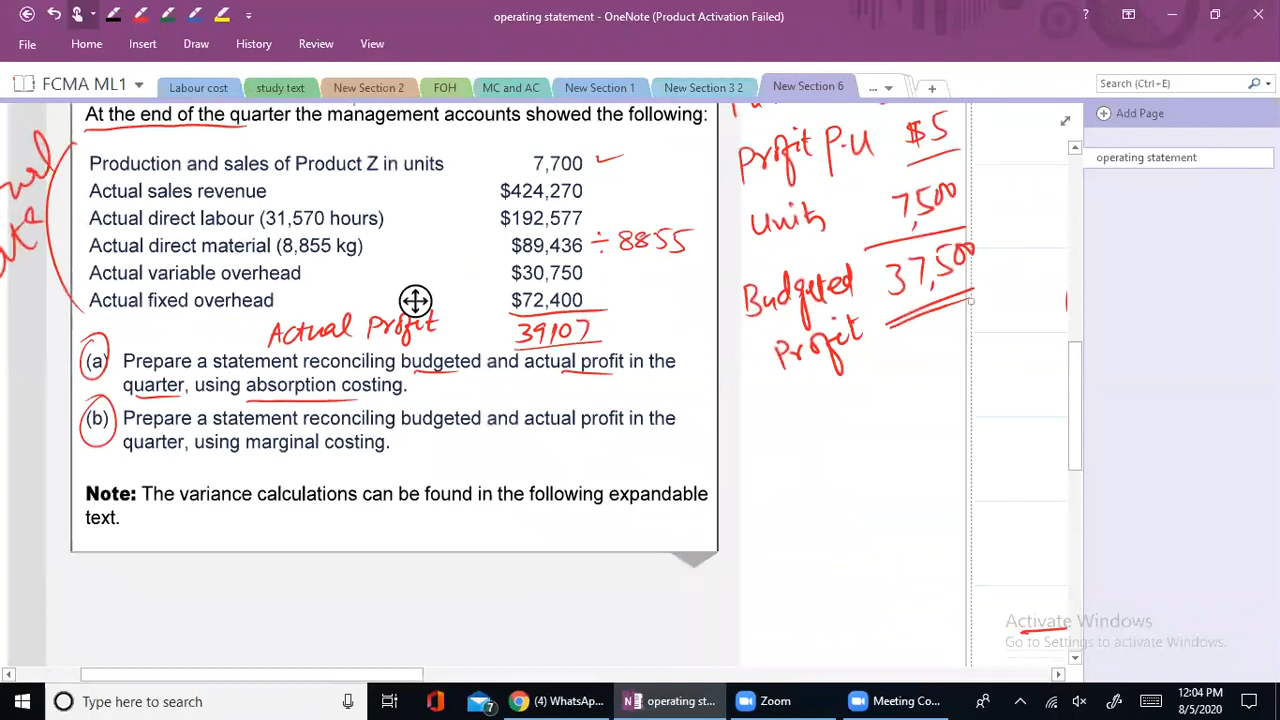 operating statement - OneNote (Product Activation Failed)
File Home Insert Draw History Review View
FCMA ML1 Labour cost study text New Section 2 FOH MC and AC New Section 1 New Section 3 2 New Section 6 ... Search (Ctrl+E)
Add Page
operating statement
At the end of the quarter the management accounts showed the following:
Production and sales of Product Z in units 7,700
Actual sales revenue $424,270
Actual direct labour (31,570 hours) $192,577
Actual direct material (8,855 kg) $89,436 ÷ 8855
Actual variable overhead $30,750
Actual fixed overhead $72,400
Actual Profit 39107
(a) Prepare a statement reconciling budgeted and actual profit in the
quarter, using absorption costing.
(b) Prepare a statement reconciling budgeted and actual profit in the
quarter, using marginal costing.
Note: The variance calculations can be found in the following expandable
text.
Profit P.U $5
Units 7,500
Budgeted 37,500
Profit
Activate Windows
Go to Settings to activate Windows.
Type here to search
7
(4) WhatsApp...
operating sta...
Zoom
Meeting Co...
12:04 PM
8/5/2020